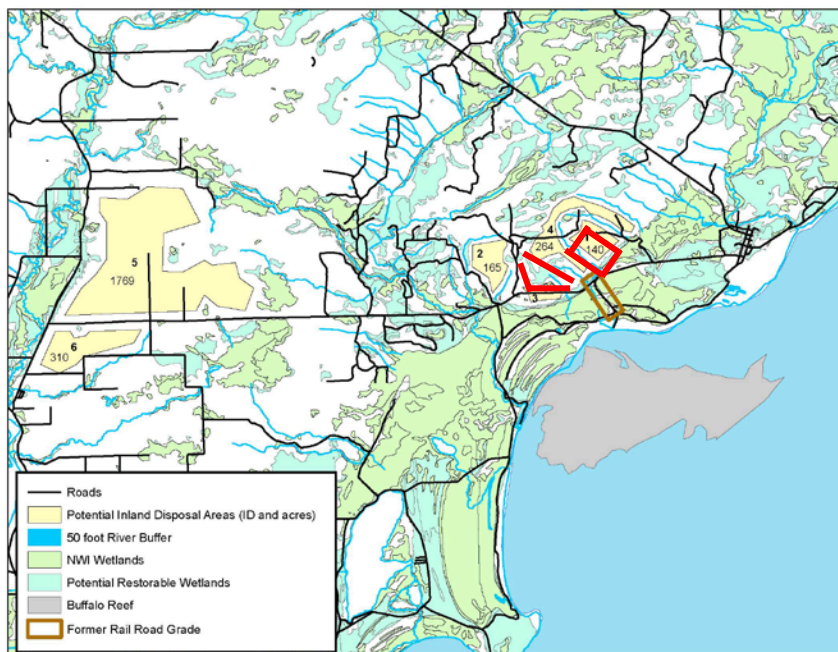 4
264
140
2
165
3
5
1769
6
310
Roads
Potential Inland Disposal Areas (ID and acres)
50 foot River Buffer
NWI Wetlands
Potential Restorable Wetlands
Buffalo Reef
Former Rail Road Grade